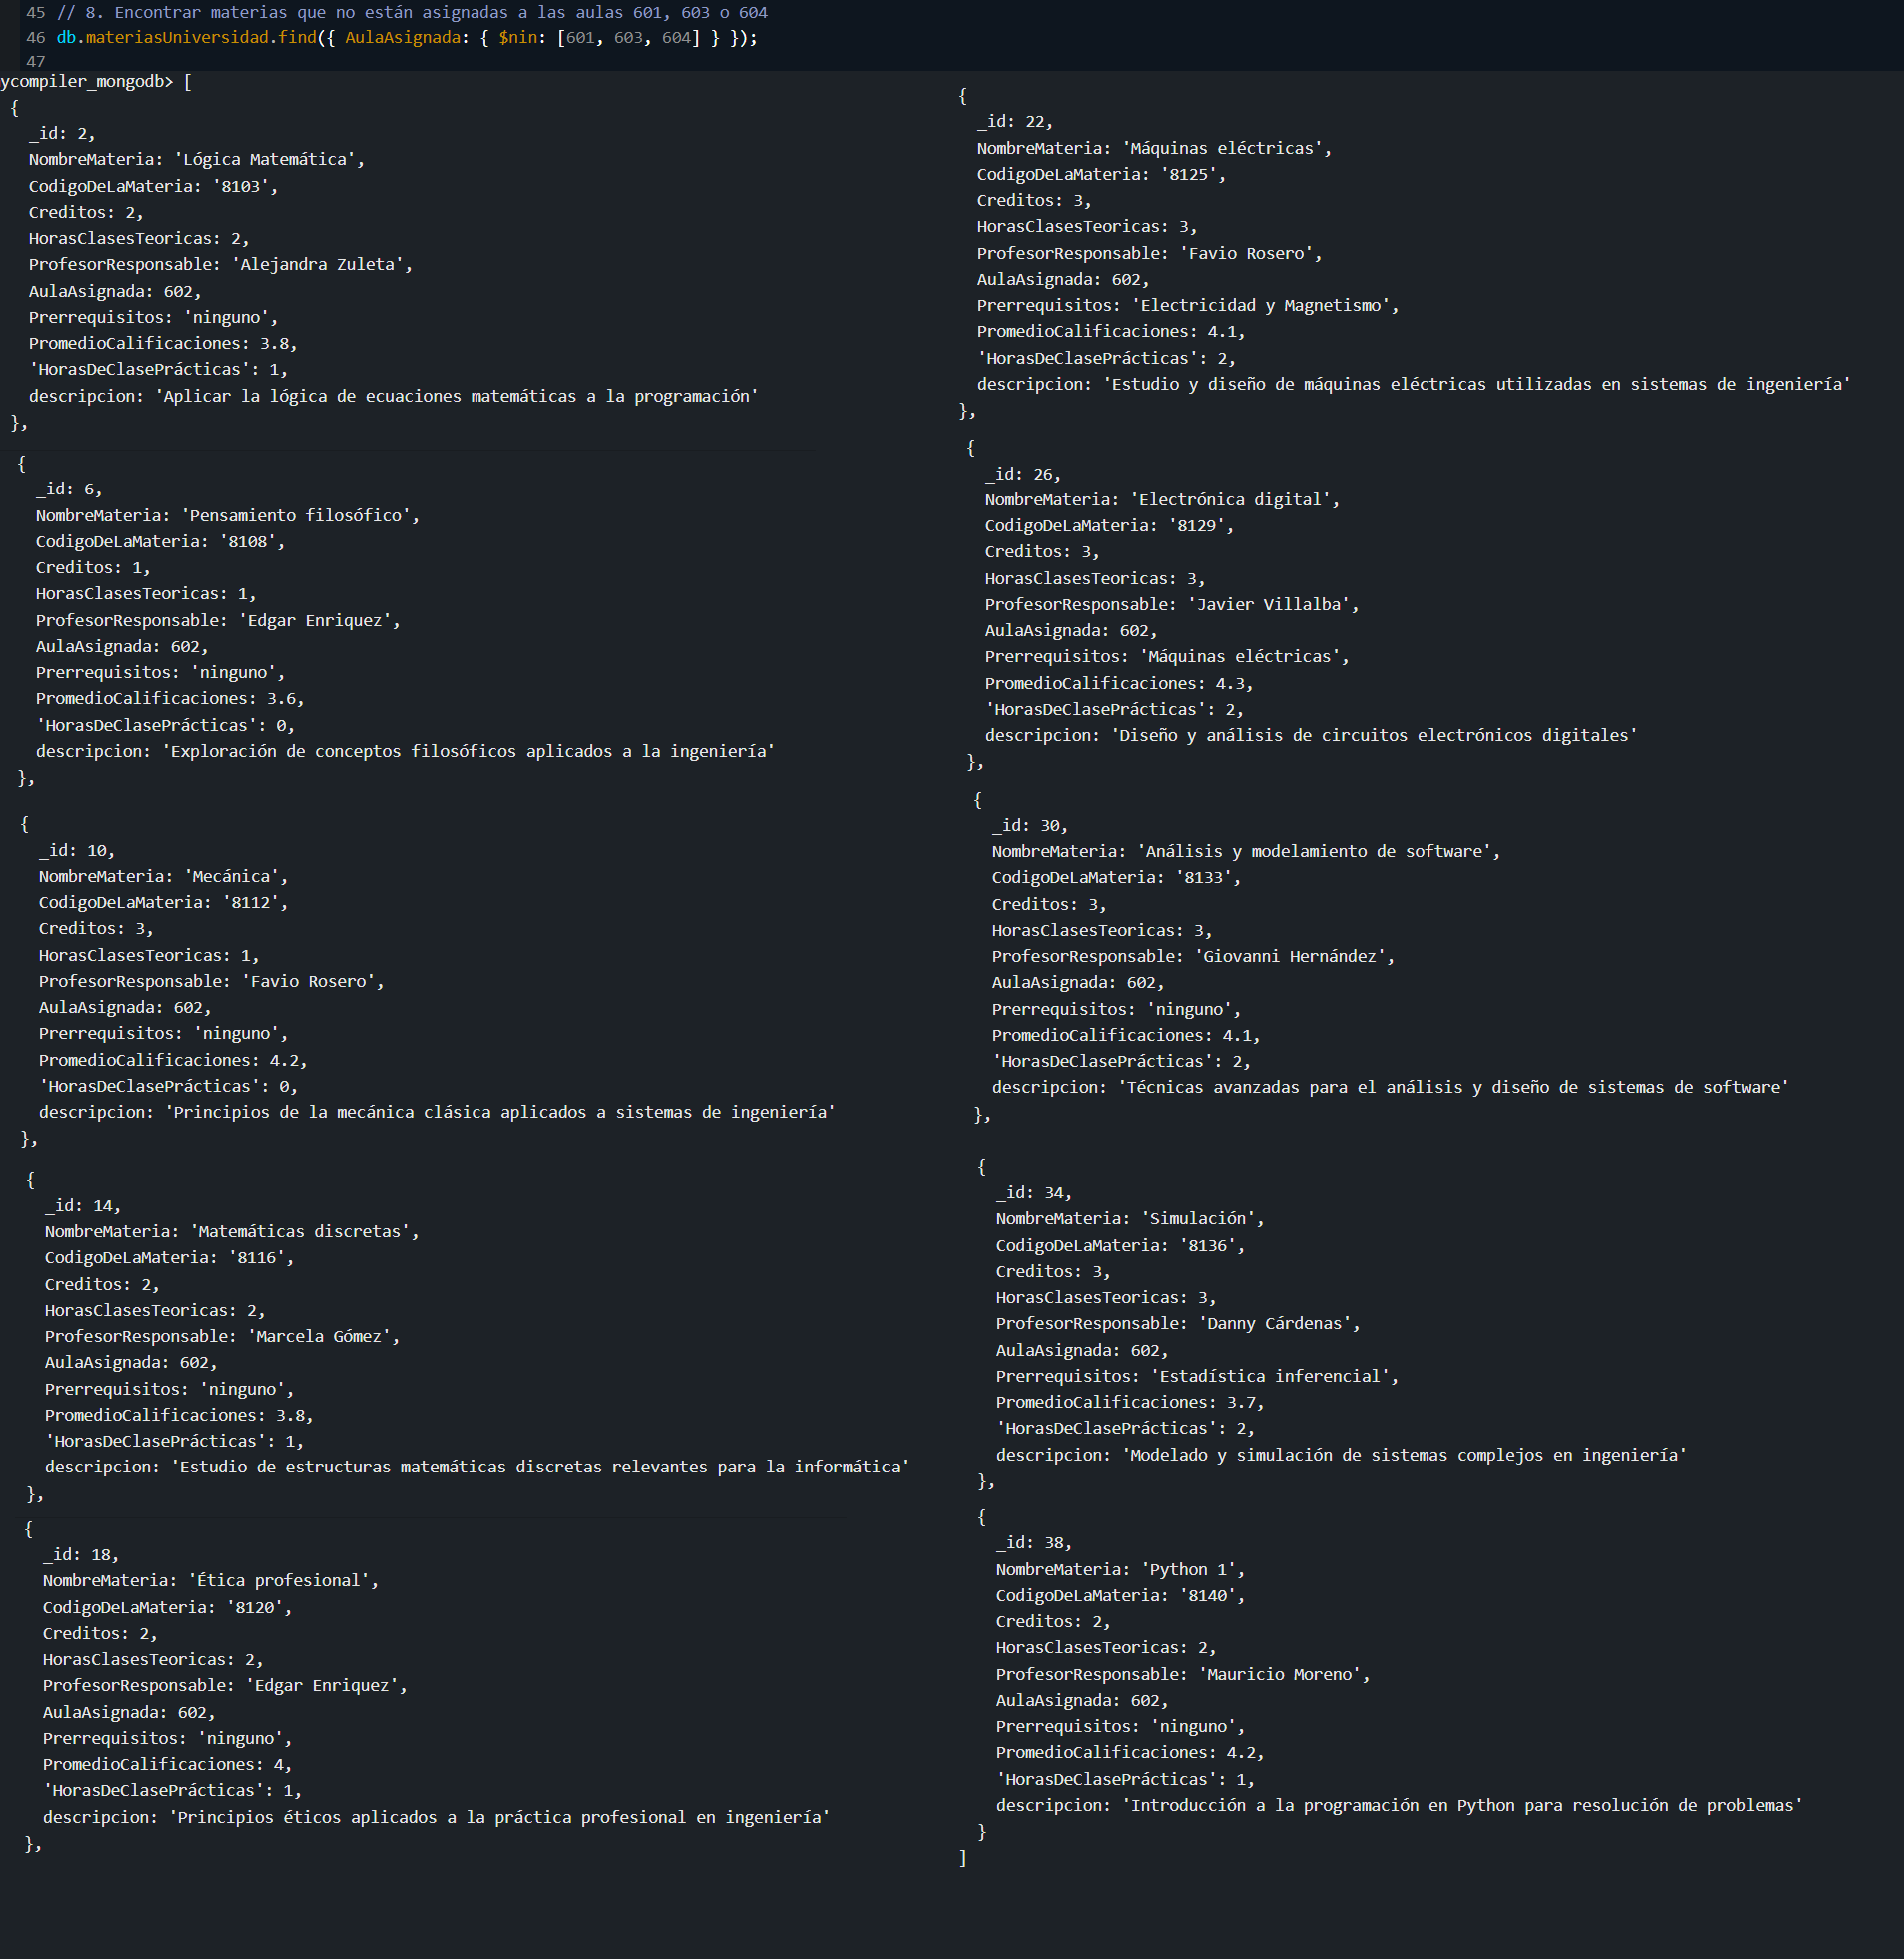 45 // 8. Encontrar materias que no están asignadas a las aulas 601, 603 o 604
46 db.materiasUniversidad.find({ AulaAsignada: { $nin: [601, 603, 604] } });
47
ycompiler_mongodb> [
{
_id: 2,
NombreMateria: 'Lógica Matemática',
CodigoDeLaMateria: '8103',
Creditos: 2,
HorasClasesTeoricas: 2,
ProfesorResponsable: 'Alejandra Zuleta',
AulaAsignada: 602,
Prerrequisitos: 'ninguno',
PromedioCalificaciones: 3.8,
'HorasDeClasePrácticas': 1,
descripcion: 'Aplicar la lógica de ecuaciones matemáticas a la programación'
},
{
_id: 6,
NombreMateria: 'Pensamiento filosófico',
CodigoDeLaMateria: '8108',
Creditos: 1,
HorasClasesTeoricas: 1,
ProfesorResponsable: 'Edgar Enriquez',
AulaAsignada: 602,
Prerrequisitos: 'ninguno',
PromedioCalificaciones: 3.6,
'HorasDeClasePrácticas': 0,
descripcion: 'Exploración de conceptos filosóficos aplicados a la ingeniería'
},
{
_id: 10,
NombreMateria: 'Mecánica',
CodigoDeLaMateria: '8112',
Creditos: 3,
HorasClasesTeoricas: 1,
ProfesorResponsable: 'Favio Rosero',
AulaAsignada: 602,
Prerrequisitos: 'ninguno',
PromedioCalificaciones: 4.2,
'HorasDeClasePrácticas': 0,
descripcion: 'Principios de la mecánica clásica aplicados a sistemas de ingeniería'
},
{
_id: 14,
NombreMateria: 'Matemáticas discretas',
CodigoDeLaMateria: '8116',
Creditos: 2,
HorasClasesTeoricas: 2,
ProfesorResponsable: 'Marcela Gómez',
AulaAsignada: 602,
Prerrequisitos: 'ninguno',
PromedioCalificaciones: 3.8,
'HorasDeClasePrácticas': 1,
descripcion: 'Estudio de estructuras matemáticas discretas relevantes para la informática'
},
{
_id: 18,
NombreMateria: 'Ética profesional',
CodigoDeLaMateria: '8120',
Creditos: 2,
HorasClasesTeoricas: 2,
ProfesorResponsable: 'Edgar Enriquez',
AulaAsignada: 602,
Prerrequisitos: 'ninguno',
PromedioCalificaciones: 4,
'HorasDeClasePrácticas': 1,
descripcion: 'Principios éticos aplicados a la práctica profesional en ingeniería'
},
{
_id: 22,
NombreMateria: 'Máquinas eléctricas',
CodigoDeLaMateria: '8125',
Creditos: 3,
HorasClasesTeoricas: 3,
ProfesorResponsable: 'Favio Rosero',
AulaAsignada: 602,
Prerrequisitos: 'Electricidad y Magnetismo',
PromedioCalificaciones: 4.1,
'HorasDeClasePrácticas': 2,
descripcion: 'Estudio y diseño de máquinas eléctricas utilizadas en sistemas de ingeniería'
},
{
_id: 26,
NombreMateria: 'Electrónica digital',
CodigoDeLaMateria: '8129',
Creditos: 3,
HorasClasesTeoricas: 3,
ProfesorResponsable: 'Javier Villalba',
AulaAsignada: 602,
Prerrequisitos: 'Máquinas eléctricas',
PromedioCalificaciones: 4.3,
'HorasDeClasePrácticas': 2,
descripcion: 'Diseño y análisis de circuitos electrónicos digitales'
},
{
_id: 30,
NombreMateria: 'Análisis y modelamiento de software',
CodigoDeLaMateria: '8133',
Creditos: 3,
HorasClasesTeoricas: 3,
ProfesorResponsable: 'Giovanni Hernández',
AulaAsignada: 602,
Prerrequisitos: 'ninguno',
PromedioCalificaciones: 4.1,
'HorasDeClasePrácticas': 2,
descripcion: 'Técnicas avanzadas para el análisis y diseño de sistemas de software'
},
{
_id: 34,
NombreMateria: 'Simulación',
CodigoDeLaMateria: '8136',
Creditos: 3,
HorasClasesTeoricas: 3,
ProfesorResponsable: 'Danny Cárdenas',
AulaAsignada: 602,
Prerrequisitos: 'Estadística inferencial',
PromedioCalificaciones: 3.7,
'HorasDeClasePrácticas': 2,
descripcion: 'Modelado y simulación de sistemas complejos en ingeniería'
},
{
_id: 38,
NombreMateria: 'Python 1',
CodigoDeLaMateria: '8140',
Creditos: 2,
HorasClasesTeoricas: 2,
ProfesorResponsable: 'Mauricio Moreno',
AulaAsignada: 602,
Prerrequisitos: 'ninguno',
PromedioCalificaciones: 4.2,
'HorasDeClasePrácticas': 1,
descripcion: 'Introducción a la programación en Python para resolución de problemas'
}
]